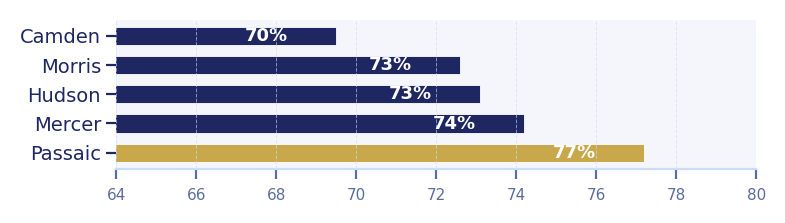 Camden 70%
Morris 73%
Hudson 73%
Mercer 74%
Passaic 77%
64 66 68 70 72 74 76 78 80